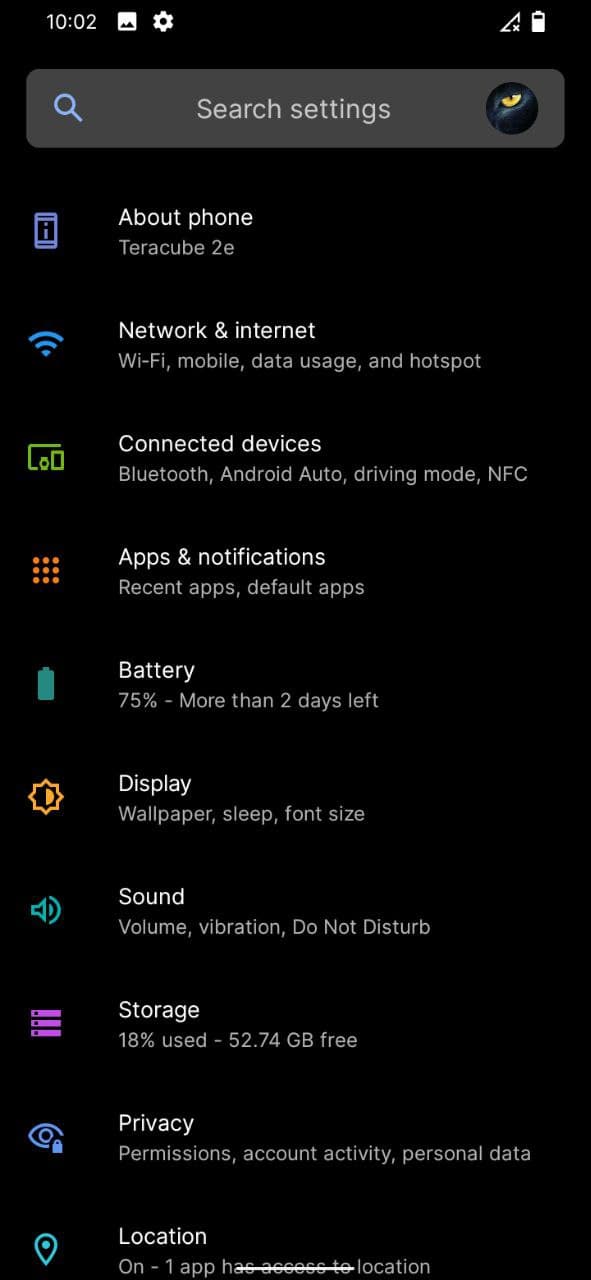 10:02
Search settings
About phone
Teracube 2e
Network & internet
Wi-Fi, mobile, data usage, and hotspot
Connected devices
Bluetooth, Android Auto, driving mode, NFC
Apps & notifications
Recent apps, default apps
Battery
75% - More than 2 days left
Display
Wallpaper, sleep, font size
Sound
Volume, vibration, Do Not Disturb
Storage
18% used - 52.74 GB free
Privacy
Permissions, account activity, personal data
Location
On - 1 app has access to location